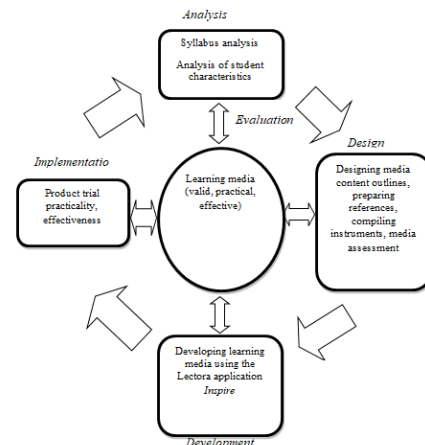 Analysis
Syllabus analysis
Analysis of student
characteristics
Evaluation
Design
Designing media
content outlines,
preparing
references,
compiling
instruments, media
assessment
Implementatio
Product trial
practicality,
effectiveness
Learning media
(valid, practical,
effective)
Developing learning
media using the
Lectora application
Inspire
Development